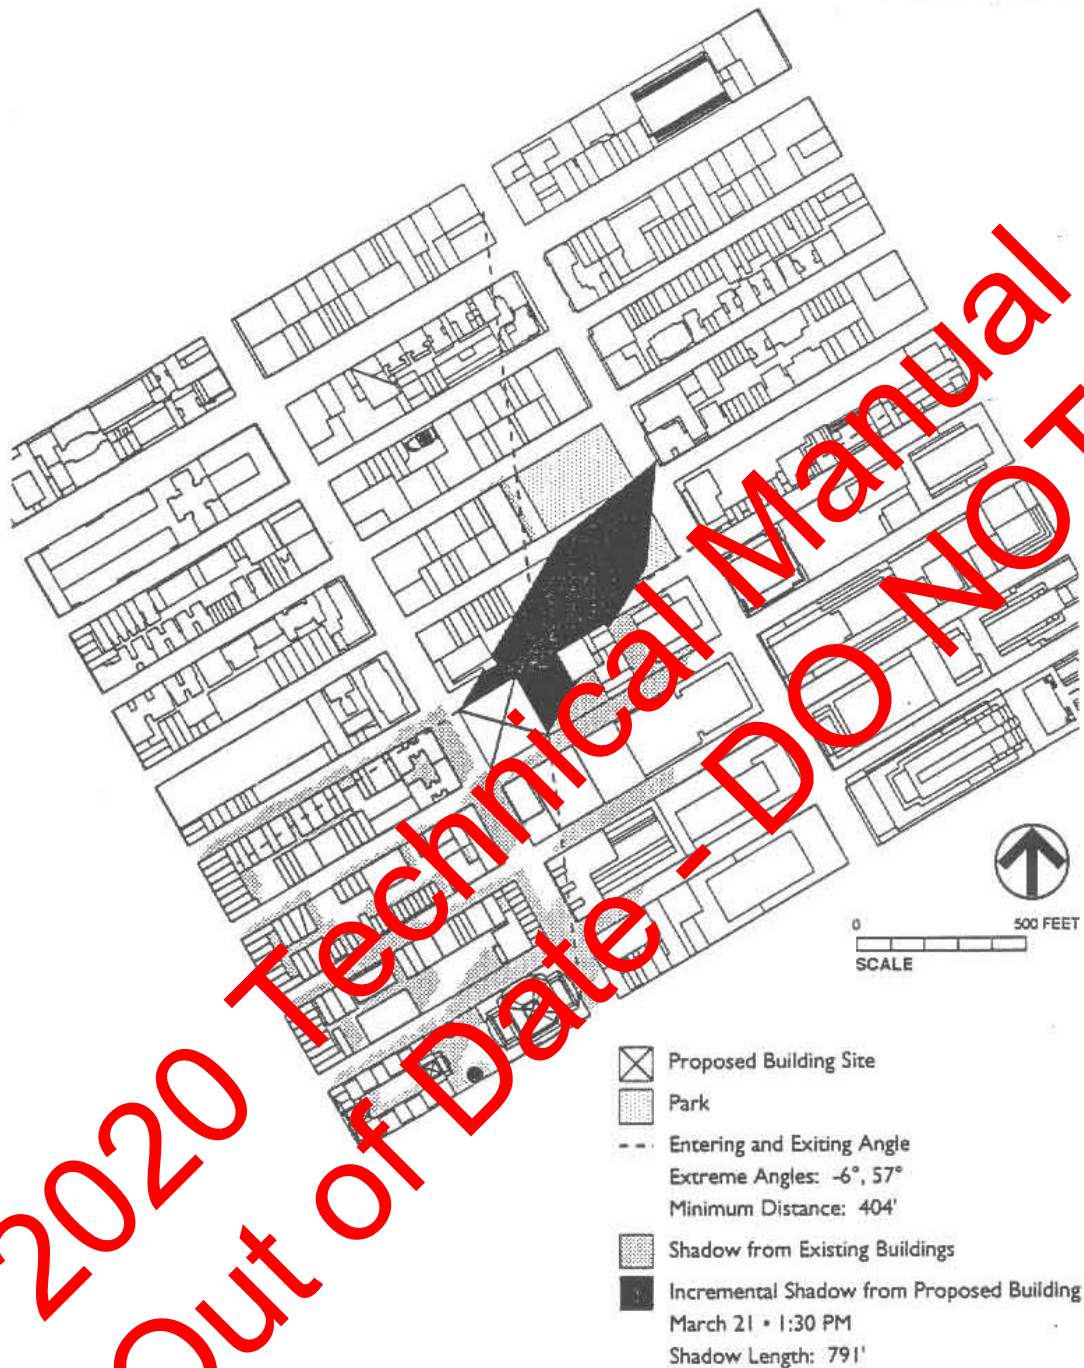 2020 Technical Manual
Out of Date - DO NOT
0 500 FEET
SCALE
Proposed Building Site
Park
Entering and Exiting Angle
Extreme Angles: -6°, 57°
Minimum Distance: 404'
Shadow from Existing Buildings
Incremental Shadow from Proposed Building
March 21 • 1:30 PM
Shadow Length: 791'